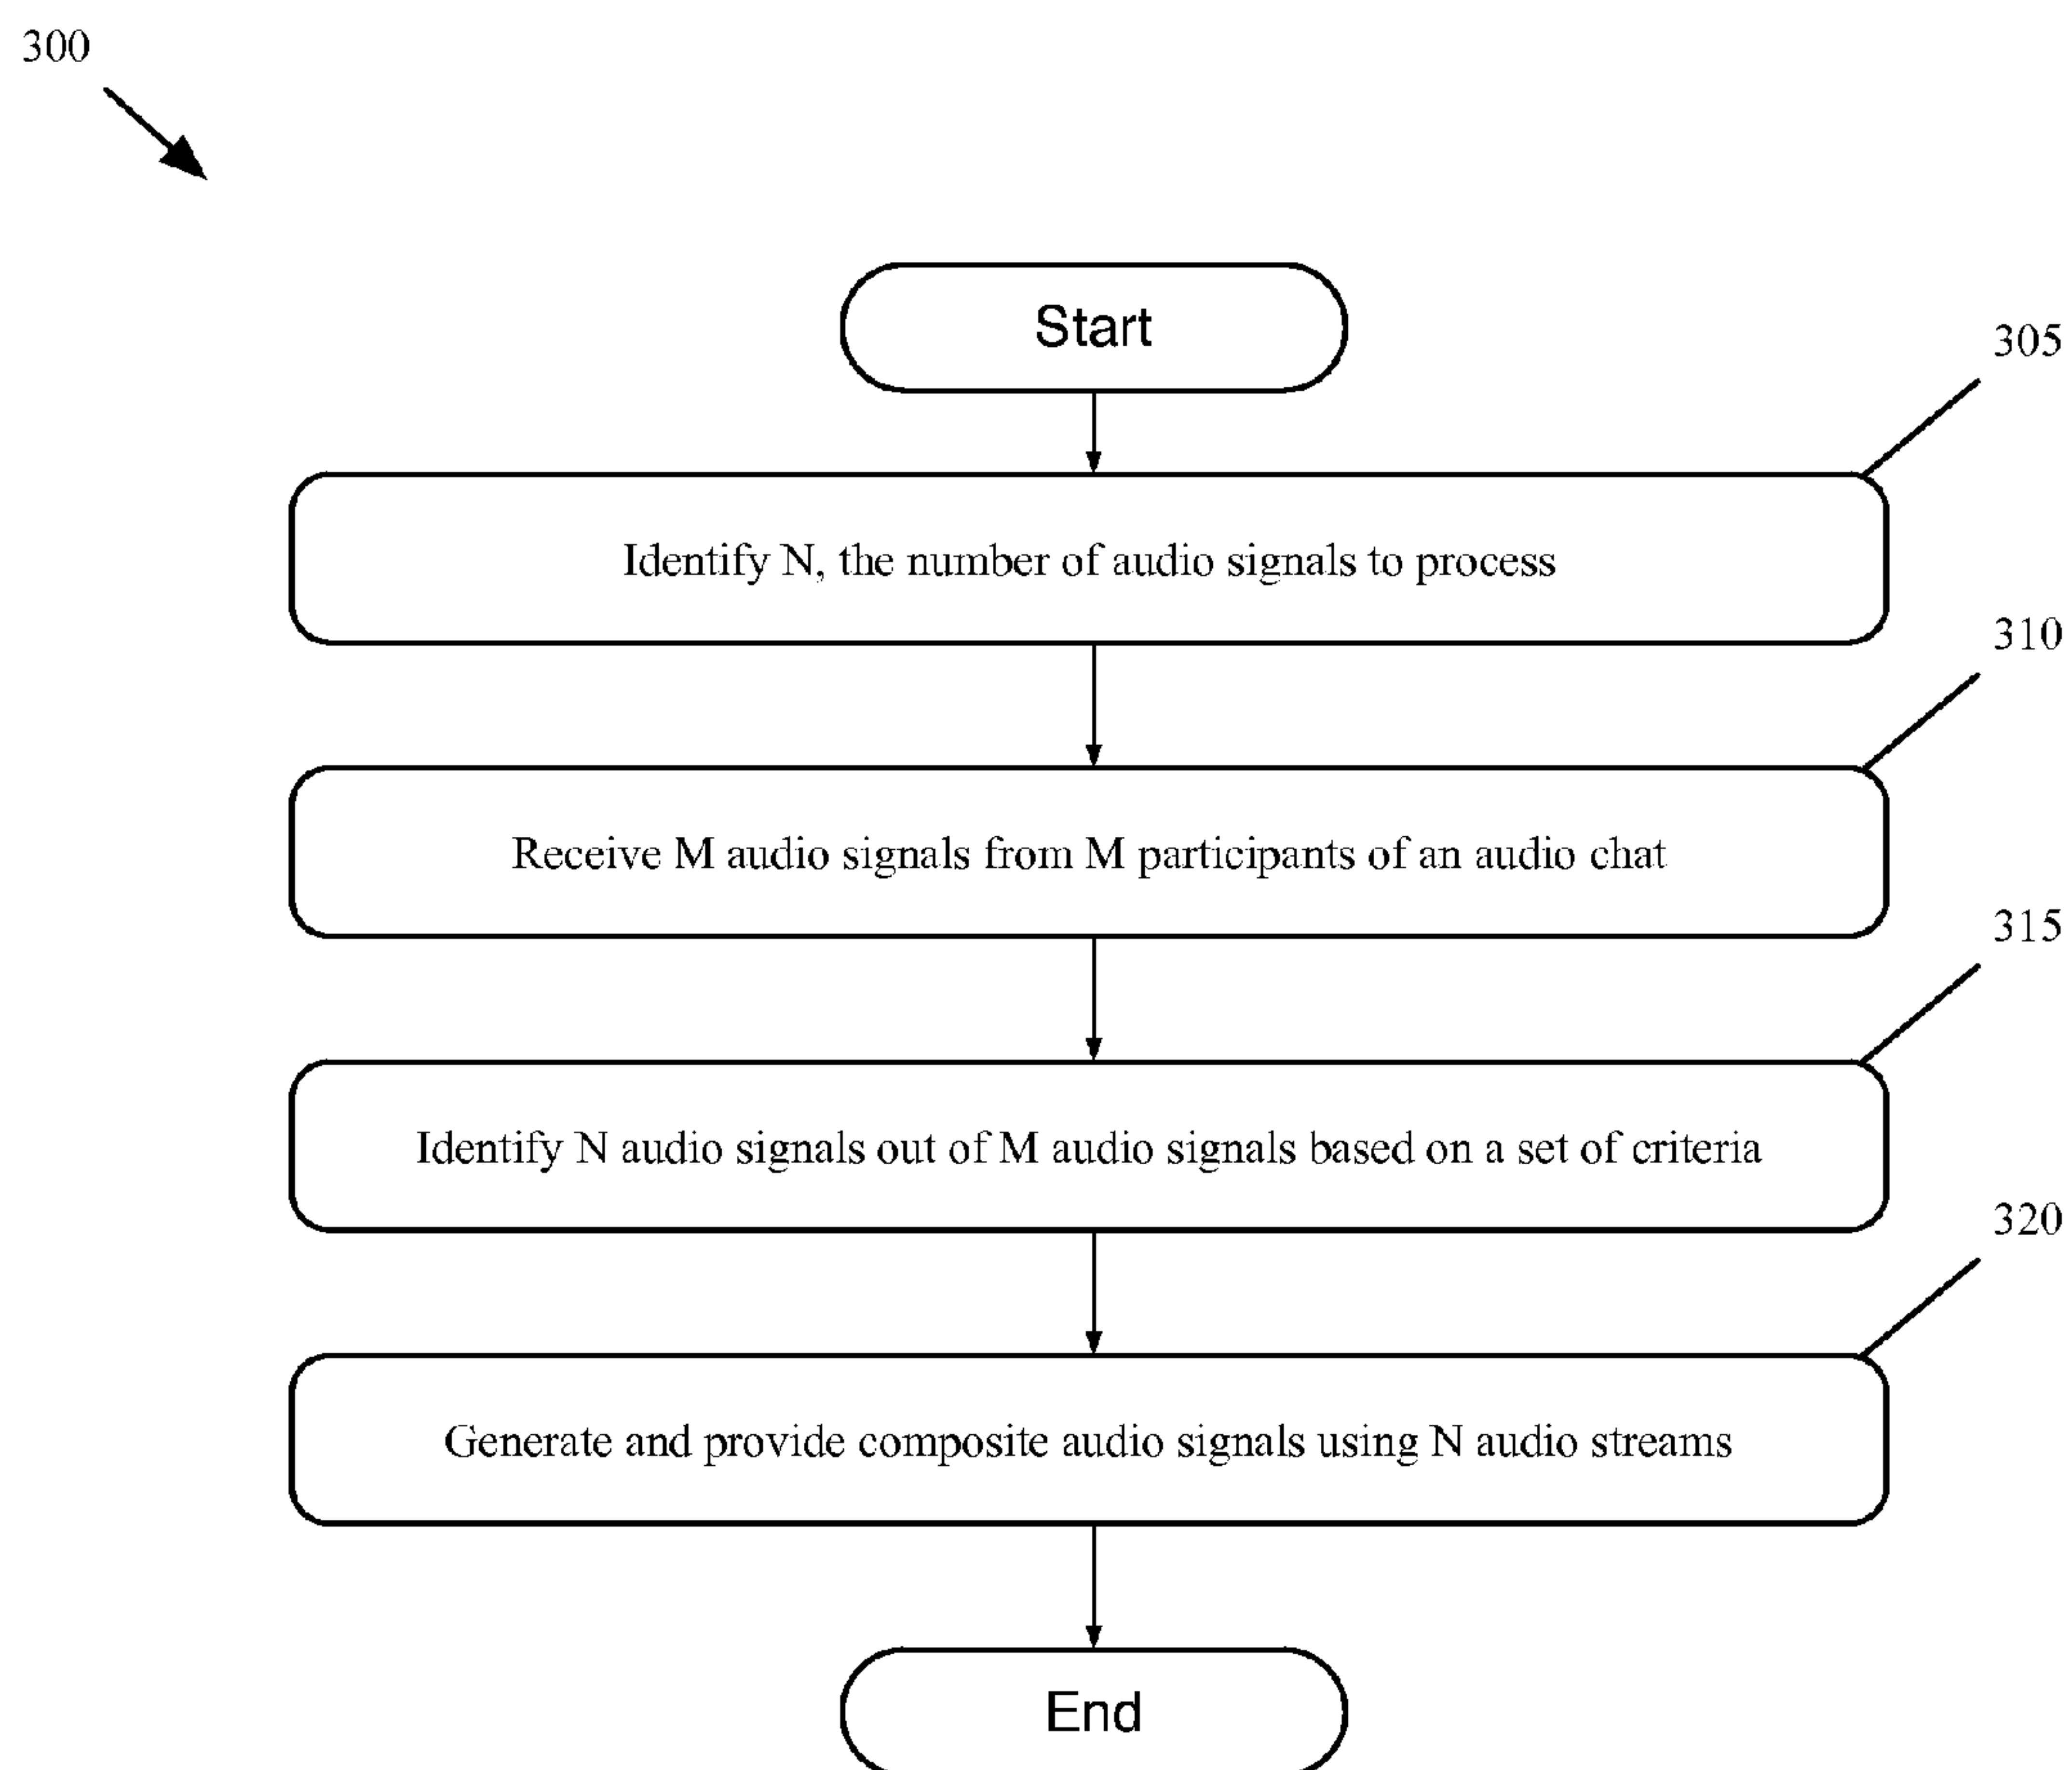 300
Start
305
Identify N, the number of audio signals to process
310
Receive M audio signals from M participants of an audio chat
315
Identify N audio signals out of M audio signals based on a set of criteria
320
Generate and provide composite audio signals using N audio streams
End